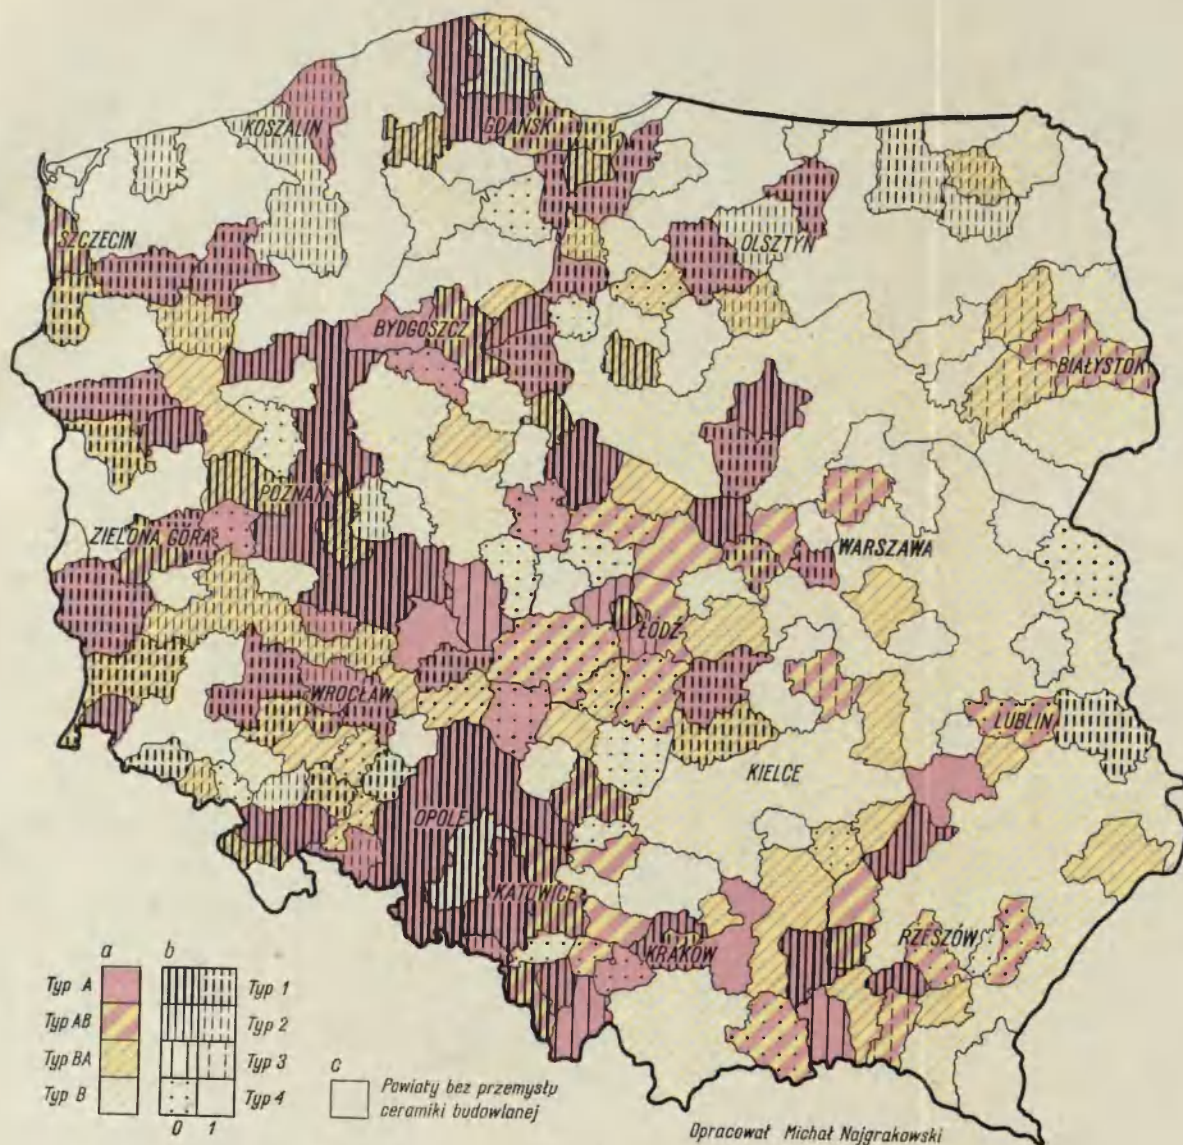 KOSZALIN
GDAŃSK
SZCZECIN
OLSZTYN
BYDGOSZCZ
BIAŁYSTOK
POZNAŃ
ZIELONA GÓRA
WARSZAWA
ŁÓDŹ
WROCŁAW
LUBLIN
KIELCE
OPOLE
KATOWICE
KRAKÓW
RZESZÓW
a b
Typ A Typ 1
Typ AB Typ 2
Typ BA Typ 3
Typ B Typ 4
0 1
c
Powiaty bez przemysłu
ceramiki budowlanej
Opracował Michał Najgrakowski